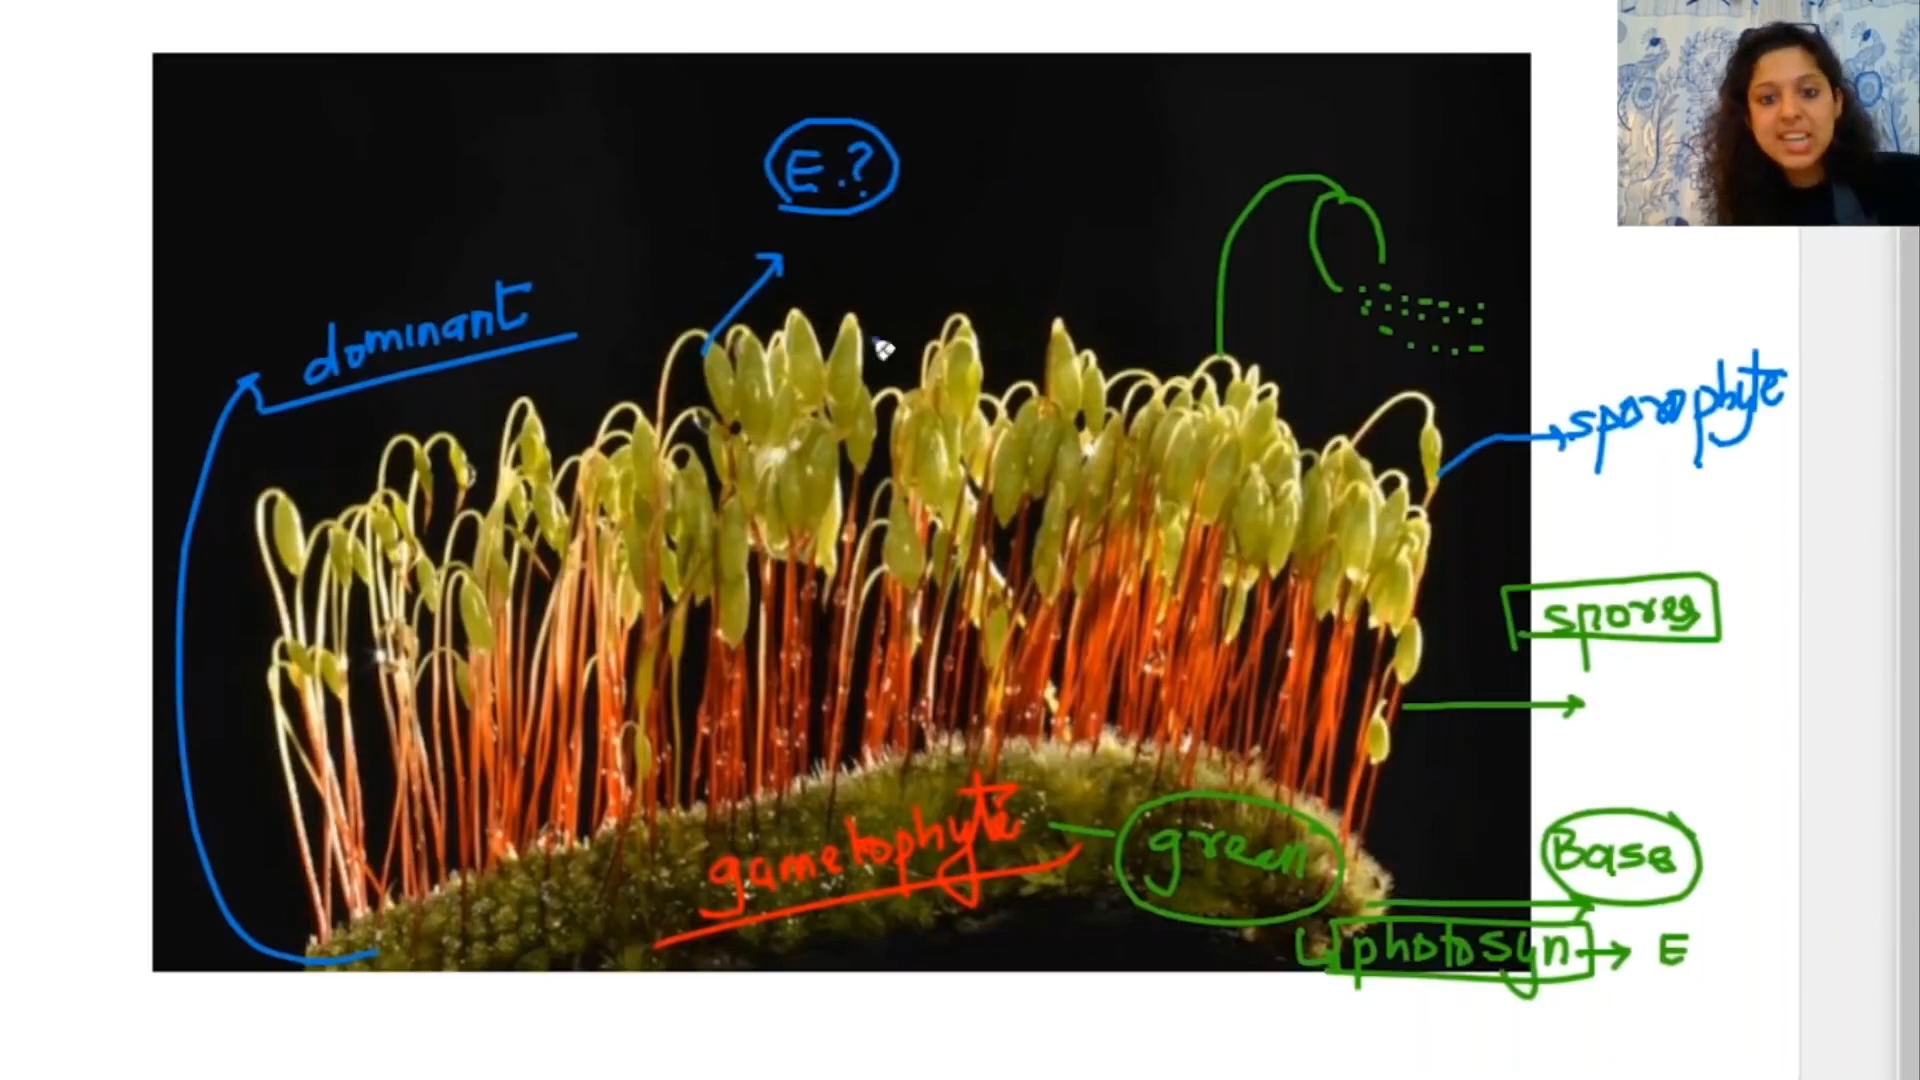 E.?
dominant
sporophyte
spores
gametophyte
green
Base
photosyn → E